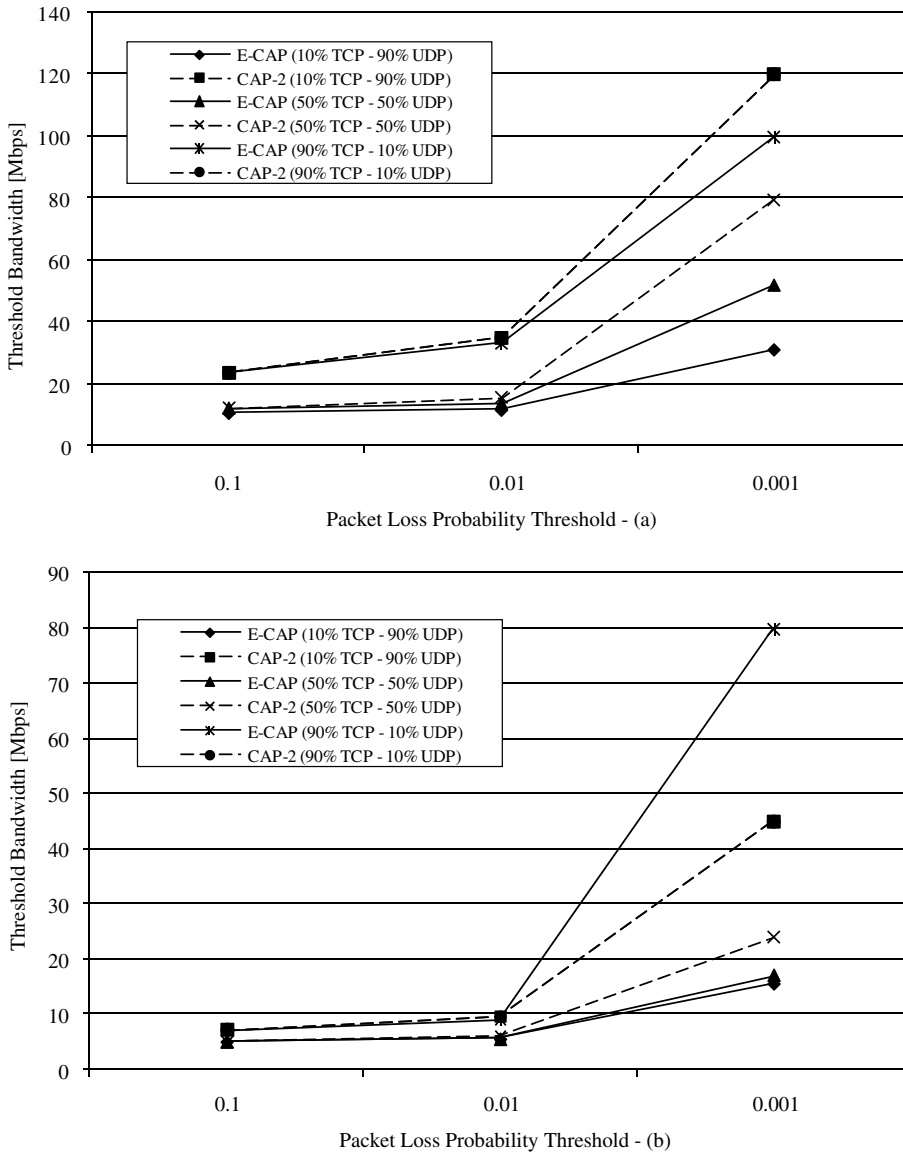 140
120
100
80
60
40
20
0
Threshold Bandwidth [Mbps]
E-CAP (10% TCP - 90% UDP)
CAP-2 (10% TCP - 90% UDP)
E-CAP (50% TCP - 50% UDP)
CAP-2 (50% TCP - 50% UDP)
E-CAP (90% TCP - 10% UDP)
CAP-2 (90% TCP - 10% UDP)
0.1 0.01 0.001
Packet Loss Probability Threshold - (a)
90
80
70
60
50
40
30
20
10
0
Threshold Bandwidth [Mbps]
E-CAP (10% TCP - 90% UDP)
CAP-2 (10% TCP - 90% UDP)
E-CAP (50% TCP - 50% UDP)
CAP-2 (50% TCP - 50% UDP)
E-CAP (90% TCP - 10% UDP)
CAP-2 (90% TCP - 10% UDP)
0.1 0.01 0.001
Packet Loss Probability Threshold - (b)